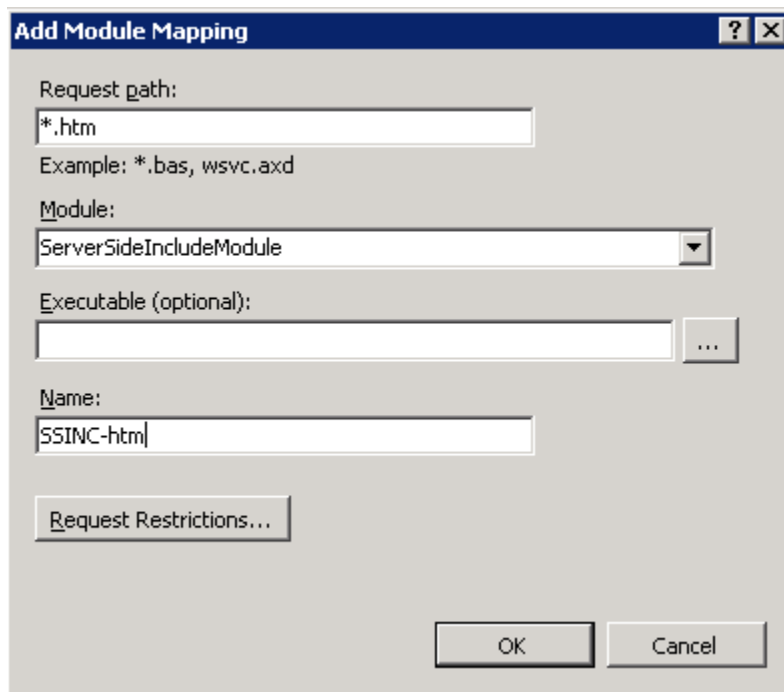 Add Module Mapping
Request path:
*.htm
Example: *.bas, wsvc.axd
Module:
ServerSideIncludeModule
Executable (optional):
...
Name:
SSINC-htm
Request Restrictions...
OK Cancel